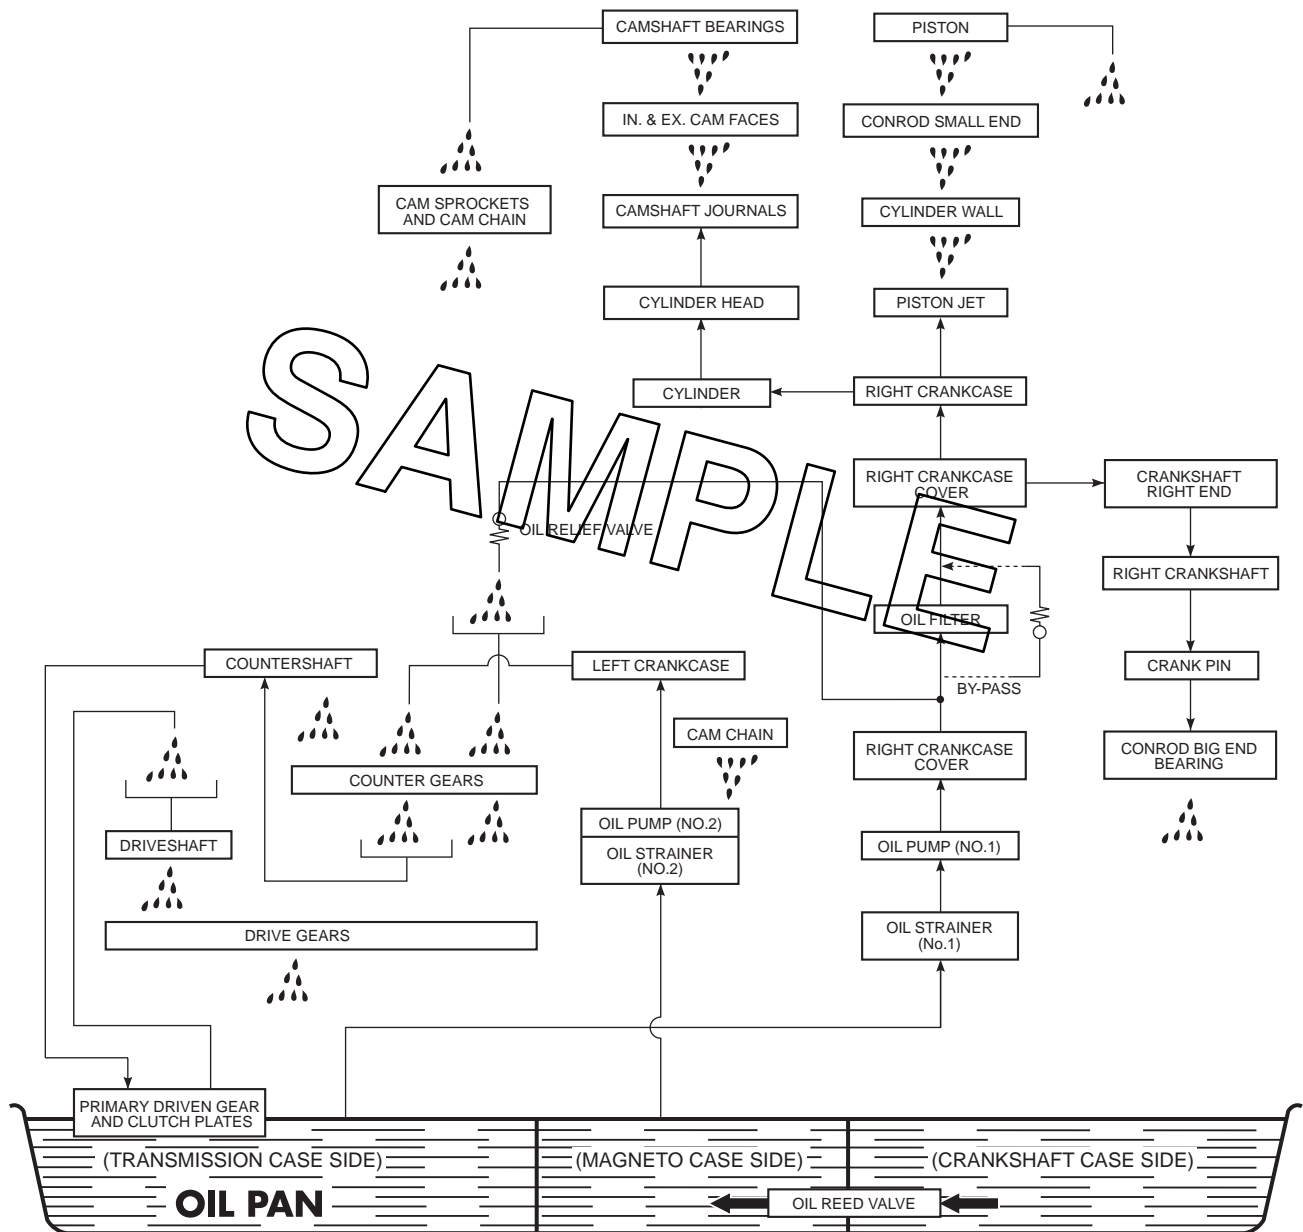 CAMSHAFT BEARINGS
PISTON
IN. & EX. CAM FACES
CONROD SMALL END
CAM SPROCKETS
AND CAM CHAIN
CAMSHAFT JOURNALS
CYLINDER WALL
CYLINDER HEAD
PISTON JET
CYLINDER
RIGHT CRANKCASE
SAMPLE
RIGHT CRANKCASE
COVER
CRANKSHAFT
RIGHT END
OIL RELIEF VALVE
RIGHT CRANKSHAFT
OIL FILTER
COUNTERSHAFT
LEFT CRANKCASE
CRANK PIN
BY-PASS
CAM CHAIN
RIGHT CRANKCASE
COVER
CONROD BIG END
BEARING
COUNTER GEARS
OIL PUMP (NO.2)
OIL STRAINER
(NO.2)
DRIVESHAFT
OIL PUMP (NO.1)
DRIVE GEARS
OIL STRAINER
(No.1)
PRIMARY DRIVEN GEAR
AND CLUTCH PLATES
(TRANSMISSION CASE SIDE)
(MAGNETO CASE SIDE)
(CRANKSHAFT CASE SIDE)
OIL PAN
OIL REED VALVE